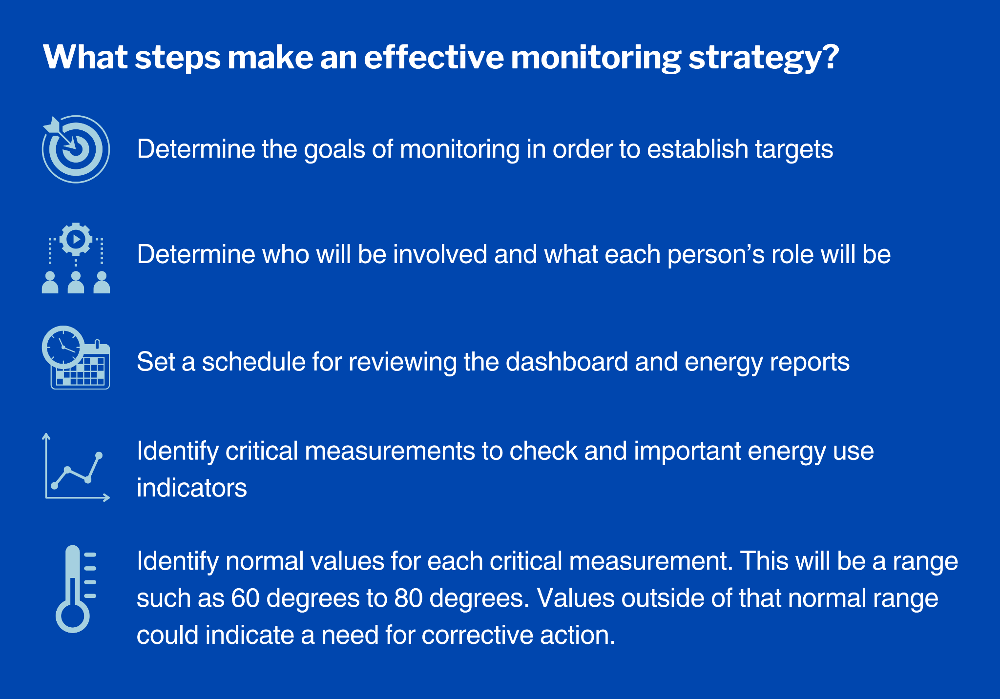 What steps make an effective monitoring strategy?
Determine the goals of monitoring in order to establish targets
Determine who will be involved and what each person’s role will be
Set a schedule for reviewing the dashboard and energy reports
Identify critical measurements to check and important energy use
indicators
Identify normal values for each critical measurement. This will be a range
such as 60 degrees to 80 degrees. Values outside of that normal range
could indicate a need for corrective action.